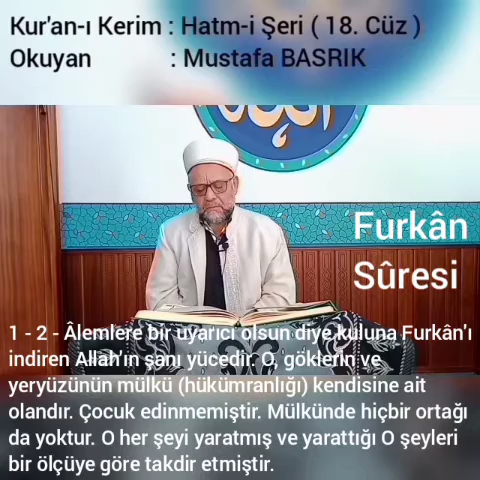 Kur'an-ı Kerim : Hatm-i Şeri ( 18. Cüz )
Okuyan : Mustafa BASRIK
Furkân
Sûresi
1 - 2 - Âlemlere bir uyarıcı olsun diye kuluna Furkân'ı
indiren Allah'ın şanı yücedir. O, göklerin ve
yeryüzünün mülkü (hükümranlığı) kendisine ait
olandır. Çocuk edinmemiştir. Mülkünde hiçbir ortağı
da yoktur. O her şeyi yaratmış ve yarattığı O şeyleri
bir ölçüye göre takdir etmiştir.